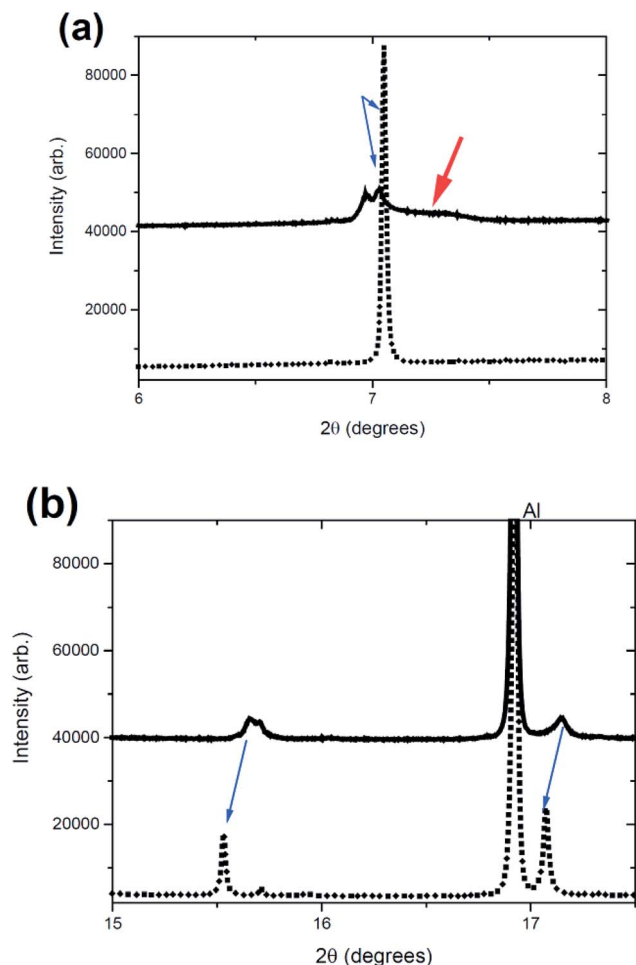 (a)
80000
60000
40000
20000
Intensity (arb.)
6 7 8
2θ (degrees)
(b)
Al
80000
60000
40000
20000
Intensity (arb.)
15 16 17
2θ (degrees)